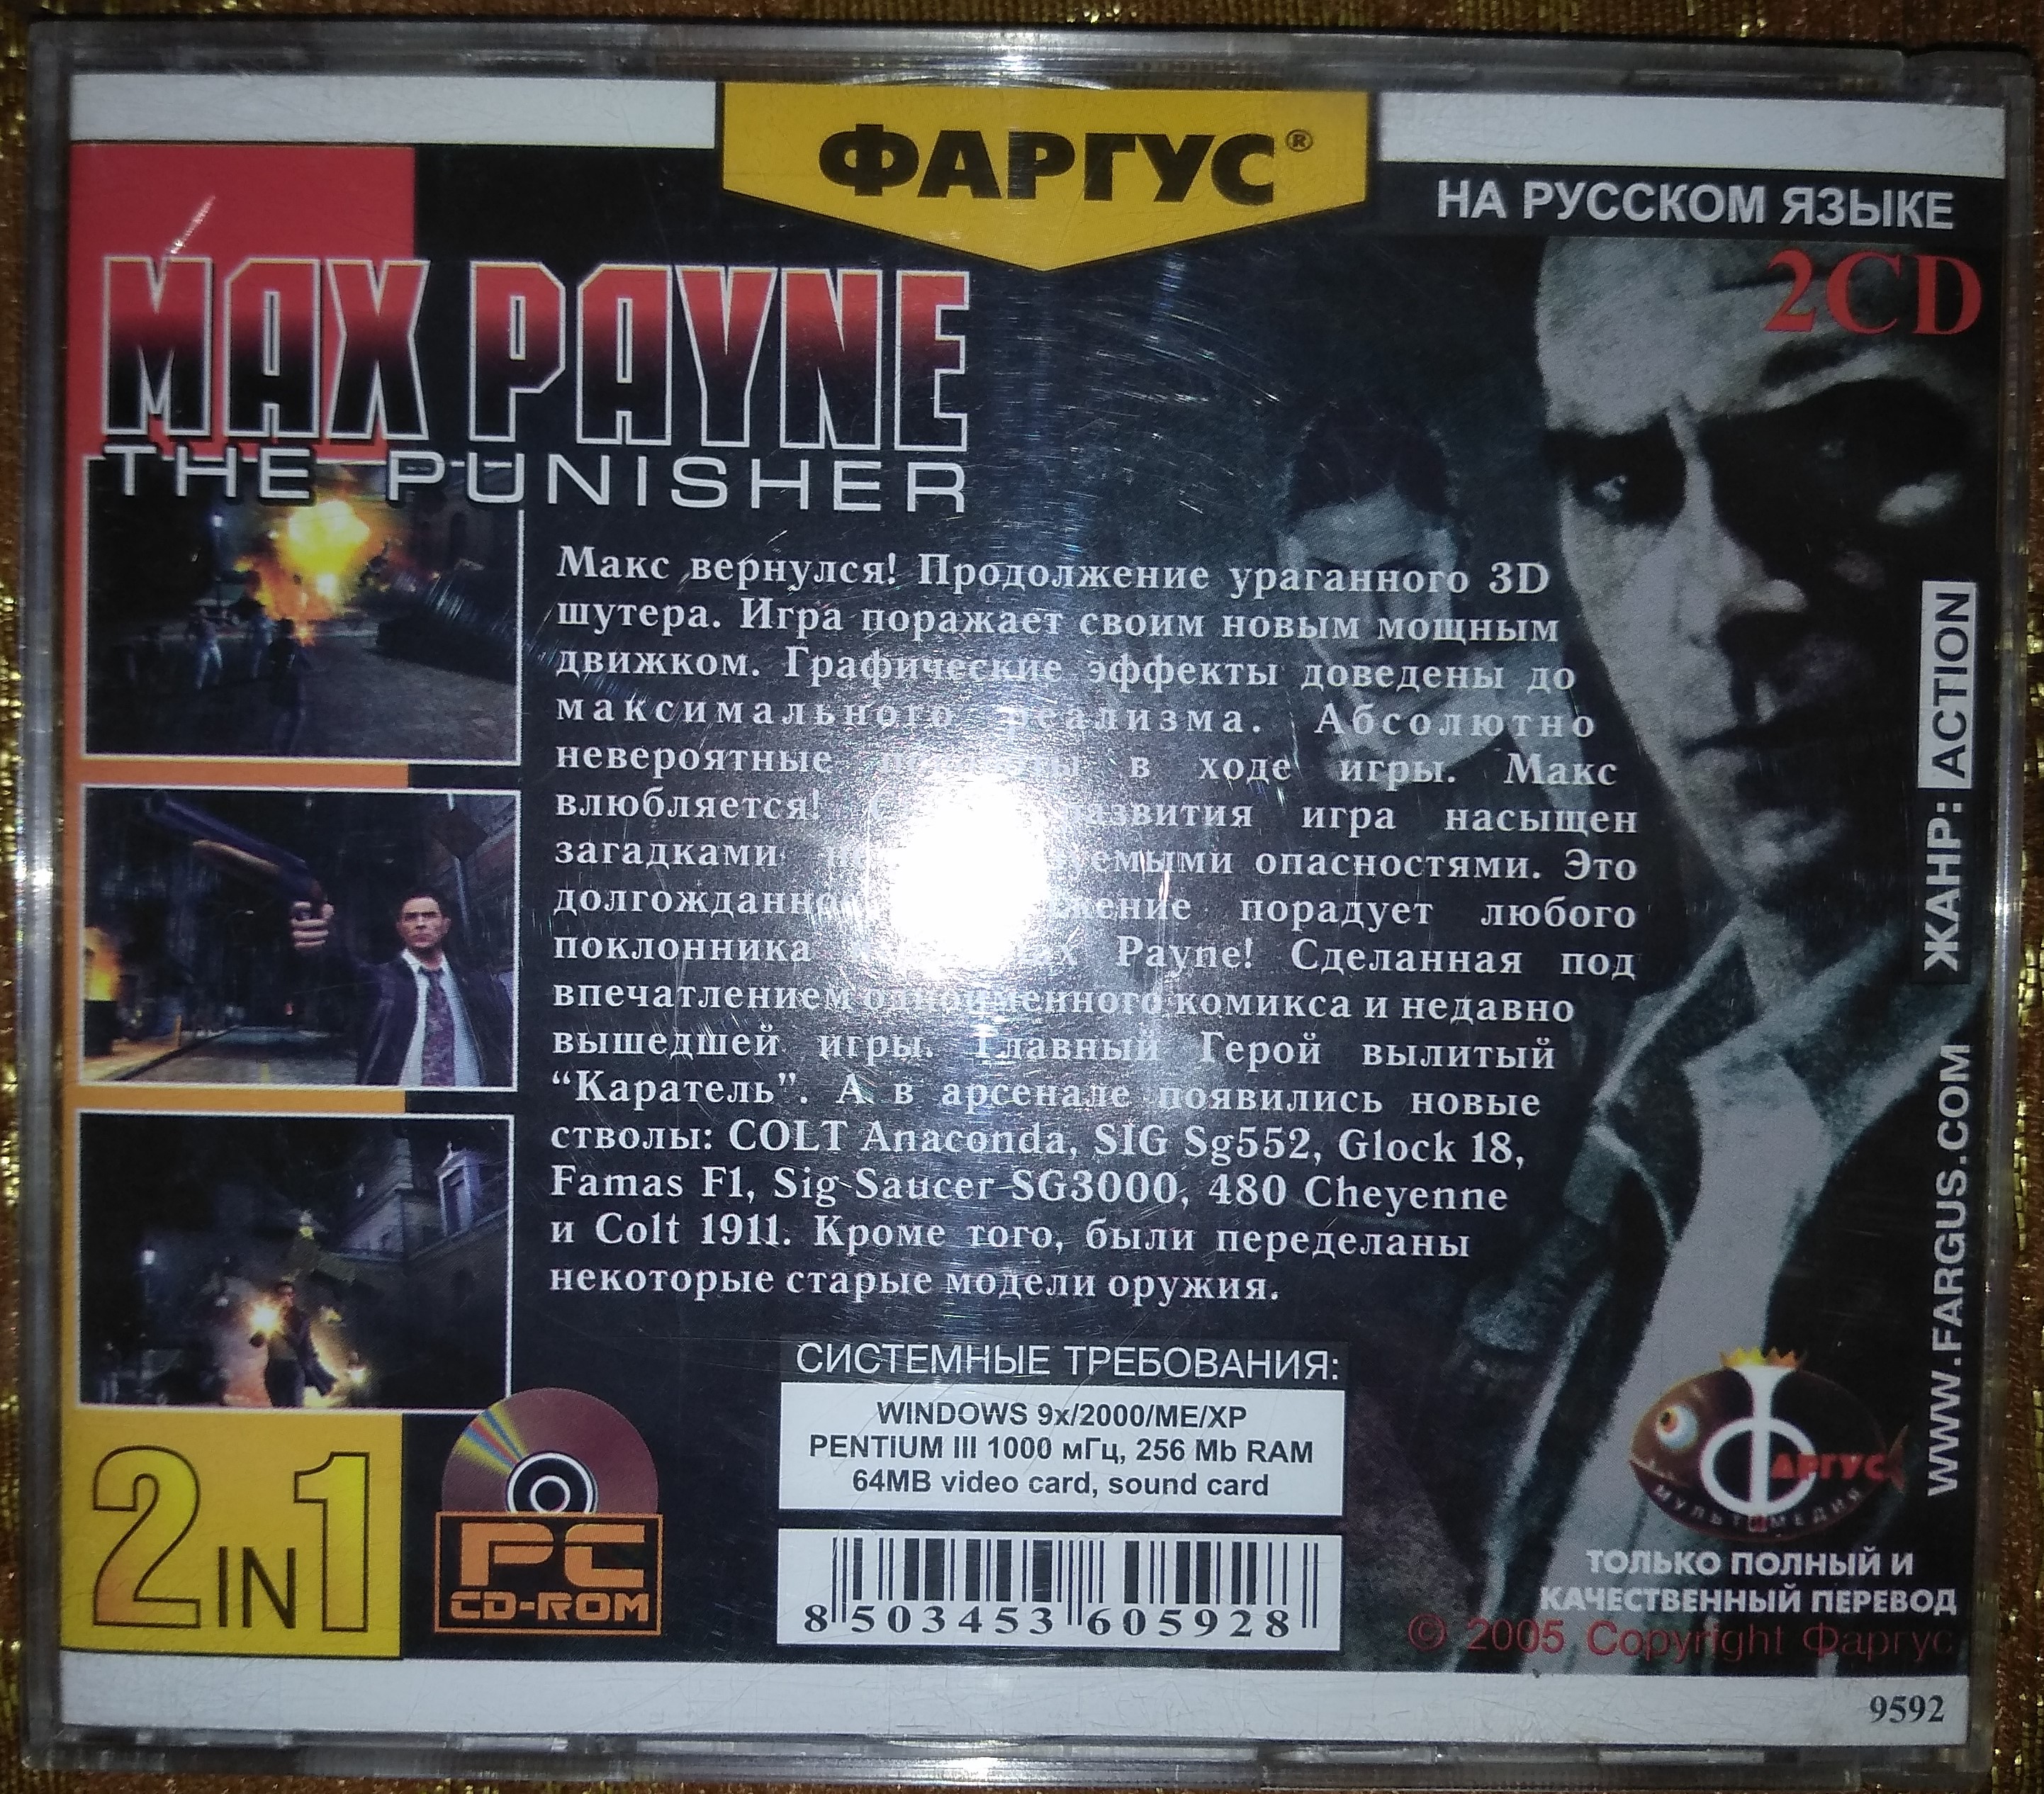 ФАРГУС®
НА РУССКОМ ЯЗЫКЕ
2CD
MAX PAYNE
THE PUNISHER
Макс вернулся! Продолжение ураганного 3D
шутера. Игра поражает своим новым мощным
движком. Графические эффекты доведены до
максимального реализма. Абсолютно
невероятные в ходе игры. Макс
влюбляется! развития игра насыщен
загадками опасностями. Это
порадует любого
поклонника Payne! Сделанная под
впечатлением одноименного комикса и недавно
вышедшей игры. Главный Герой вылитый
“Каратель”. А в арсенале появились новые
стволы: COLT Anaconda, SIG Sg552, Glock 18,
Famas F1, Sig Saucer SG3000, 480 Cheyenne
и Colt 1911. Кроме того, были переделаны
некоторые старые модели оружия.
ЖАНР: ACTION
WWW.FARGUS.COM
СИСТЕМНЫЕ ТРЕБОВАНИЯ:
WINDOWS 9x/2000/ME/XP
PENTIUM III 1000 мГц, 256 Mb RAM
64MB video card, sound card
2 IN 1
PC
CD-ROM
8 503453 605928
Фаргус
МУЛЬТИМЕДИЯ
ТОЛЬКО ПОЛНЫЙ И
КАЧЕСТВЕННЫЙ ПЕРЕВОД
© 2005 Copyright Фаргус
9592